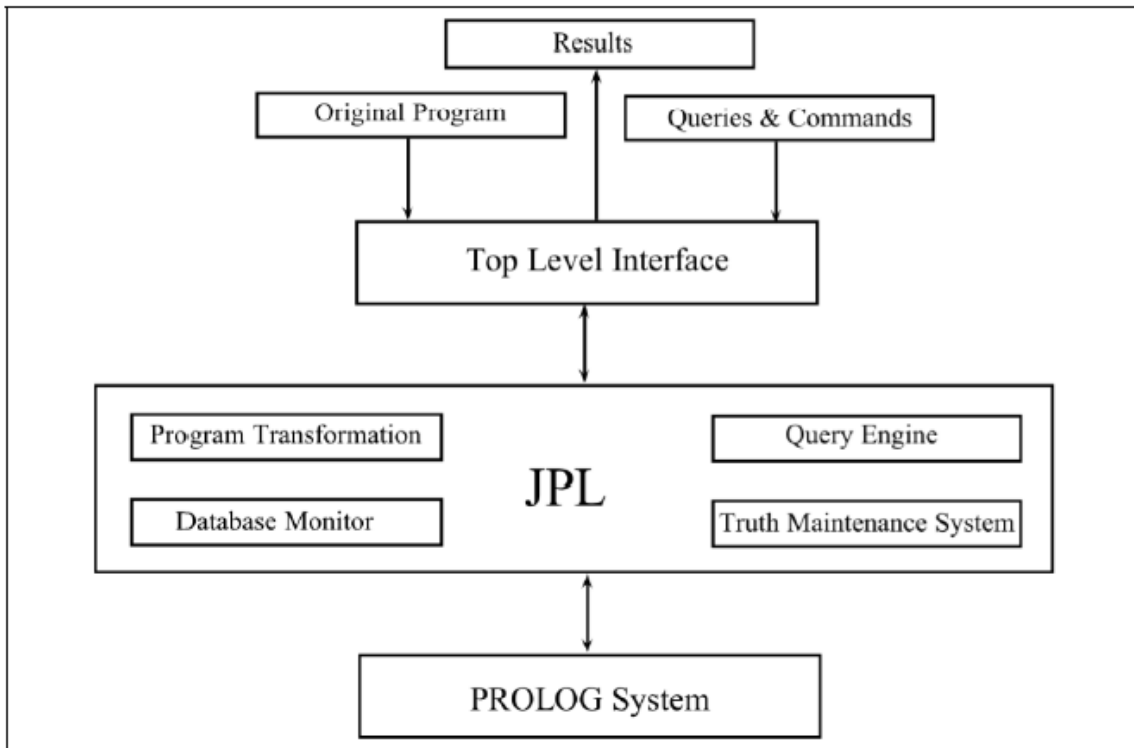 Results
Original Program
Queries & Commands
Top Level Interface
Program Transformation
Query Engine
JPL
Database Monitor
Truth Maintenance System
PROLOG System